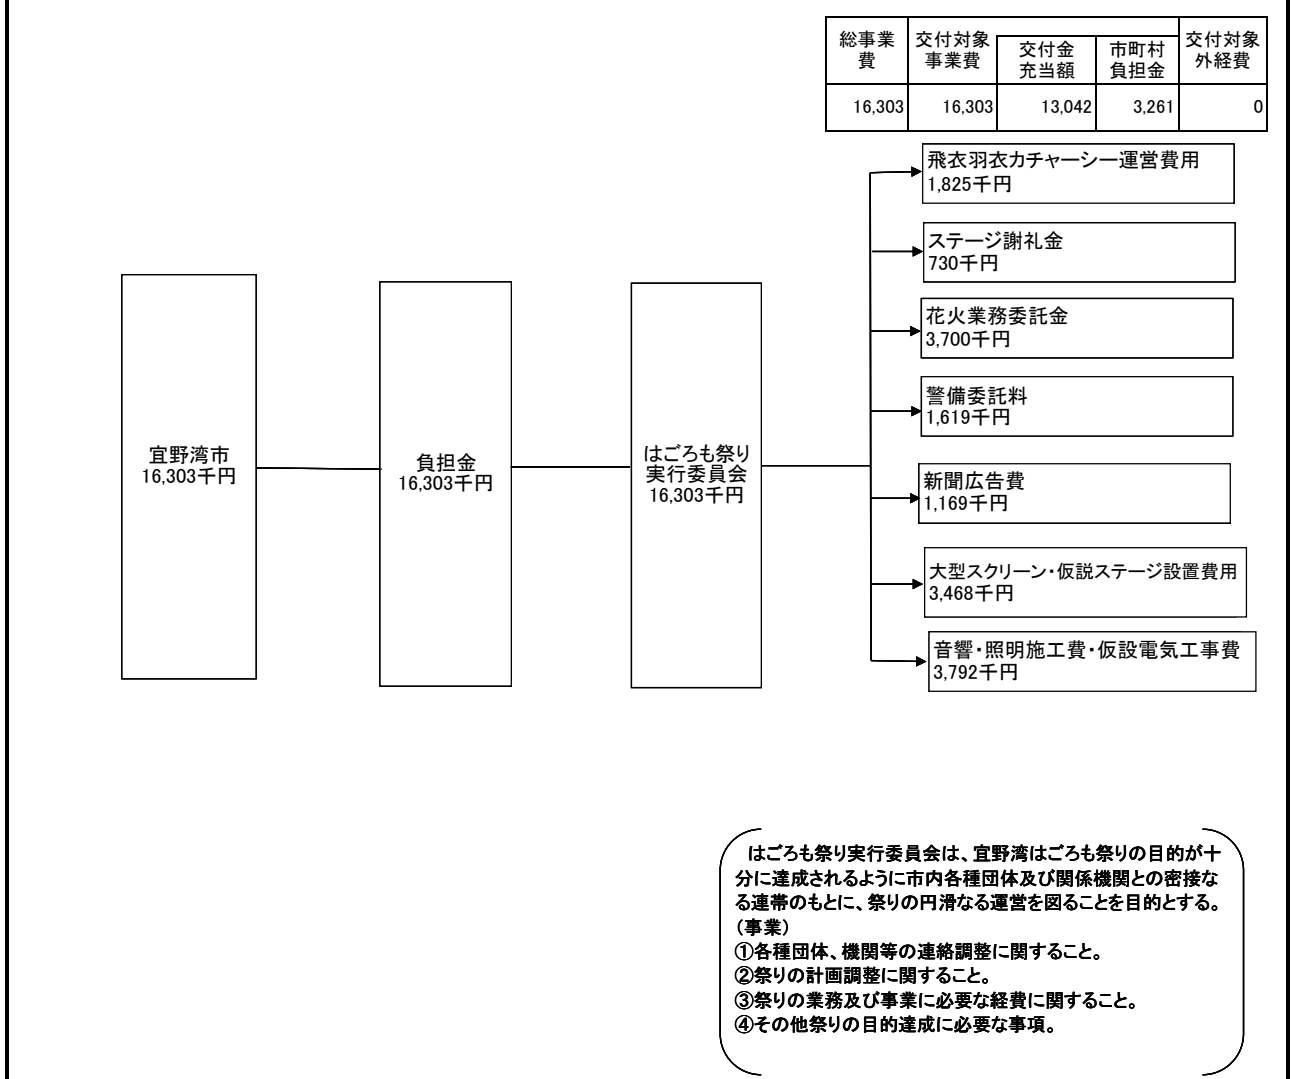 総事業費
交付対象事業費
交付金充当額
市町村負担金
交付対象外経費
16,303
16,303
13,042
3,261
0
宜野湾市
16,303千円
負担金
16,303千円
はごろも祭り
実行委員会
16,303千円
飛衣羽衣カチャーシー運営費用
1,825千円
ステージ謝礼金
730千円
花火業務委託金
3,700千円
警備委託料
1,619千円
新聞広告費
1,169千円
大型スクリーン・仮説ステージ設置費用
3,468千円
音響・照明施工費・仮設電気工事費
3,792千円
はごろも祭り実行委員会は、宜野湾はごろも祭りの目的が十
分に達成されるように市内各種団体及び関係機関との密接な
る連帯のもとに、祭りの円滑なる運営を図ることを目的とする。
（事業）
①各種団体、機関等の連絡調整に関すること。
②祭りの計画調整に関すること。
③祭りの業務及び事業に必要な経費に関すること。
④その他祭りの目的達成に必要な事項。